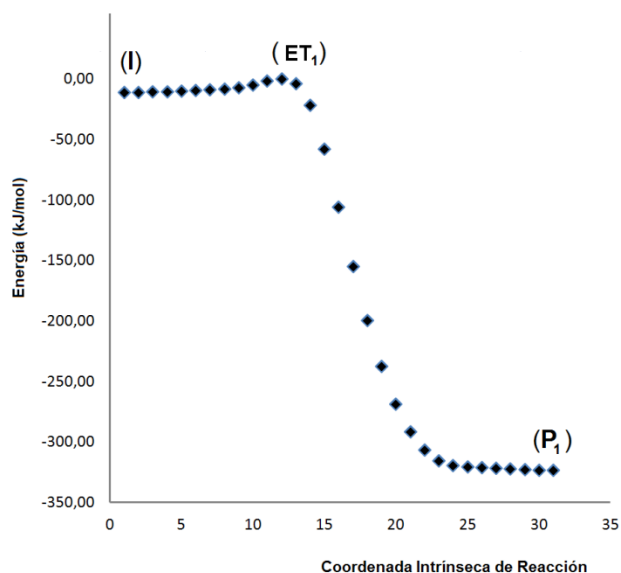 (I)
(ET₁)
0,00
-50,00
-100,00
-150,00
-200,00
-250,00
-300,00
-350,00
Energía (kJ/mol)
(P₁)
0 5 10 15 20 25 30 35
Coordenada Intrínseca de Reacción